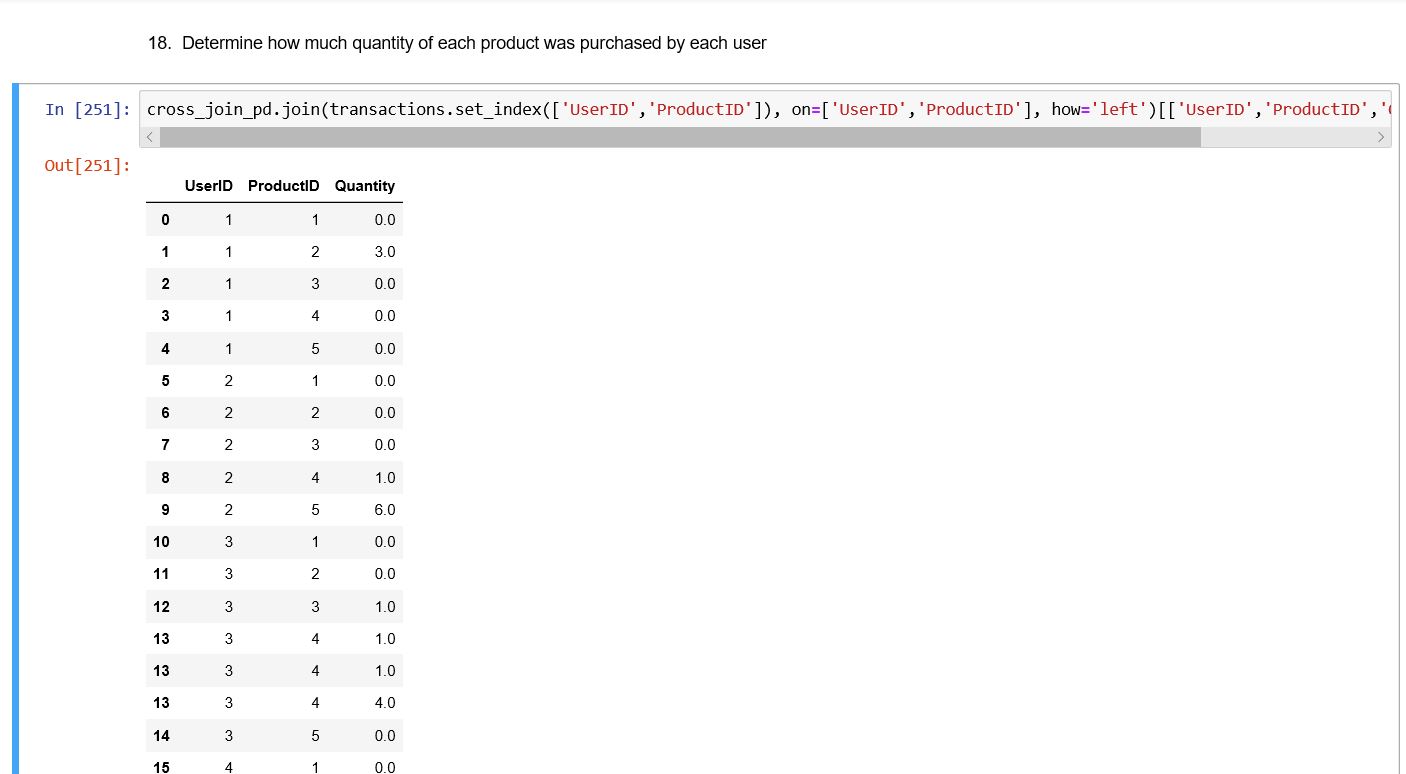 18. Determine how much quantity of each product was purchased by each user
In [251]: cross_join_pd.join(transactions.set_index(['UserID','ProductID']), on=['UserID','ProductID'], how='left')[['UserID','ProductID','
Out[251]:
UserID ProductID Quantity
0 1 1 0.0
1 1 2 3.0
2 1 3 0.0
3 1 4 0.0
4 1 5 0.0
5 2 1 0.0
6 2 2 0.0
7 2 3 0.0
8 2 4 1.0
9 2 5 6.0
10 3 1 0.0
11 3 2 0.0
12 3 3 1.0
13 3 4 1.0
13 3 4 1.0
13 3 4 4.0
14 3 5 0.0
15 4 1 0.0